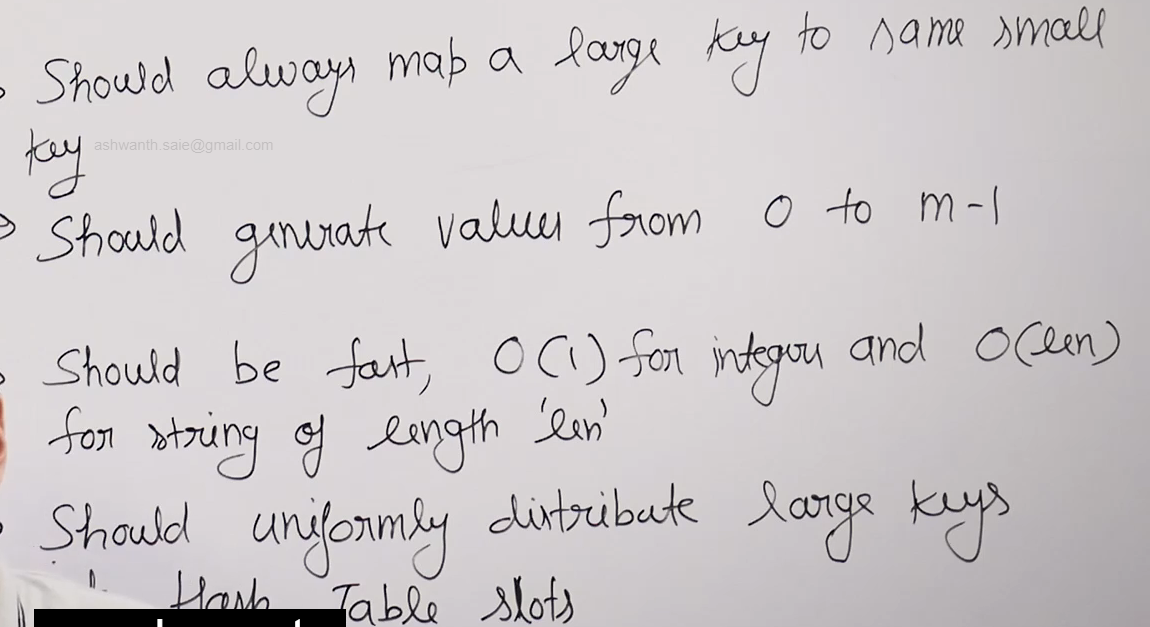 Should always map a large key to same small
key ashwanth.saie@gmail.com
Should generate values from 0 to m-1
Should be fast, O(1) for integers and O(len)
for string of length 'len'
Should uniformly distribute large keys
Hash Table slots